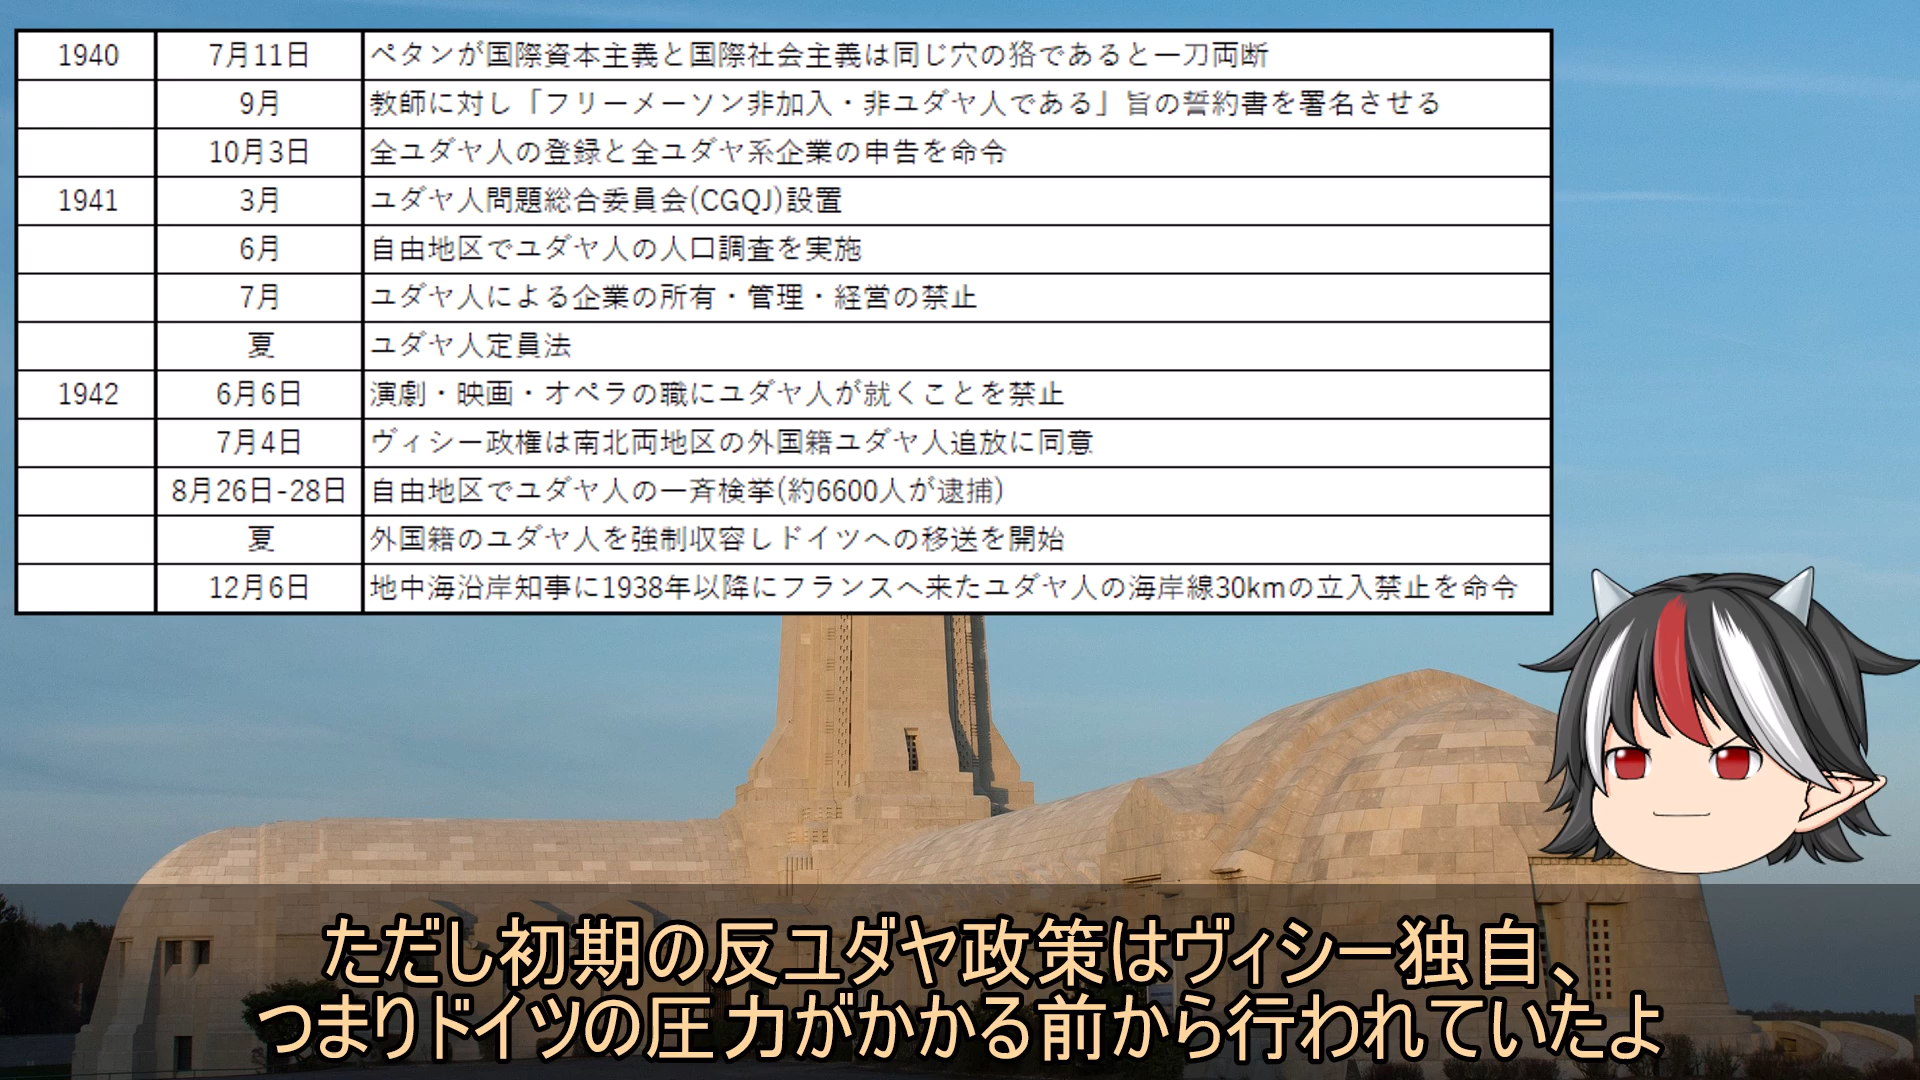 1940 7月11日 ペタンが国際資本主義と国際社会主義は同じ穴の狢であると一刀両断
9月 教師に対し「フリーメーソン非加入・非ユダヤ人である」旨の誓約書を署名させる
10月3日 全ユダヤ人の登録と全ユダヤ系企業の申告を命令
1941 3月 ユダヤ人問題総合委員会(CGQJ)設置
6月 自由地区でユダヤ人の人口調査を実施
7月 ユダヤ人による企業の所有・管理・経営の禁止
夏 ユダヤ人定員法
1942 6月6日 演劇・映画・オペラの職にユダヤ人が就くことを禁止
7月4日 ヴィシー政権は南北両地区の外国籍ユダヤ人追放に同意
8月26日-28日 自由地区でユダヤ人の一斉検挙(約6600人が逮捕)
夏 外国籍のユダヤ人を強制収容しドイツへの移送を開始
12月6日 地中海沿岸知事に1938年以降にフランスへ来たユダヤ人の海岸線30kmの立入禁止を命令
ただし初期の反ユダヤ政策はヴィシー独自、
つまりドイツの圧力がかかる前から行われていたよ